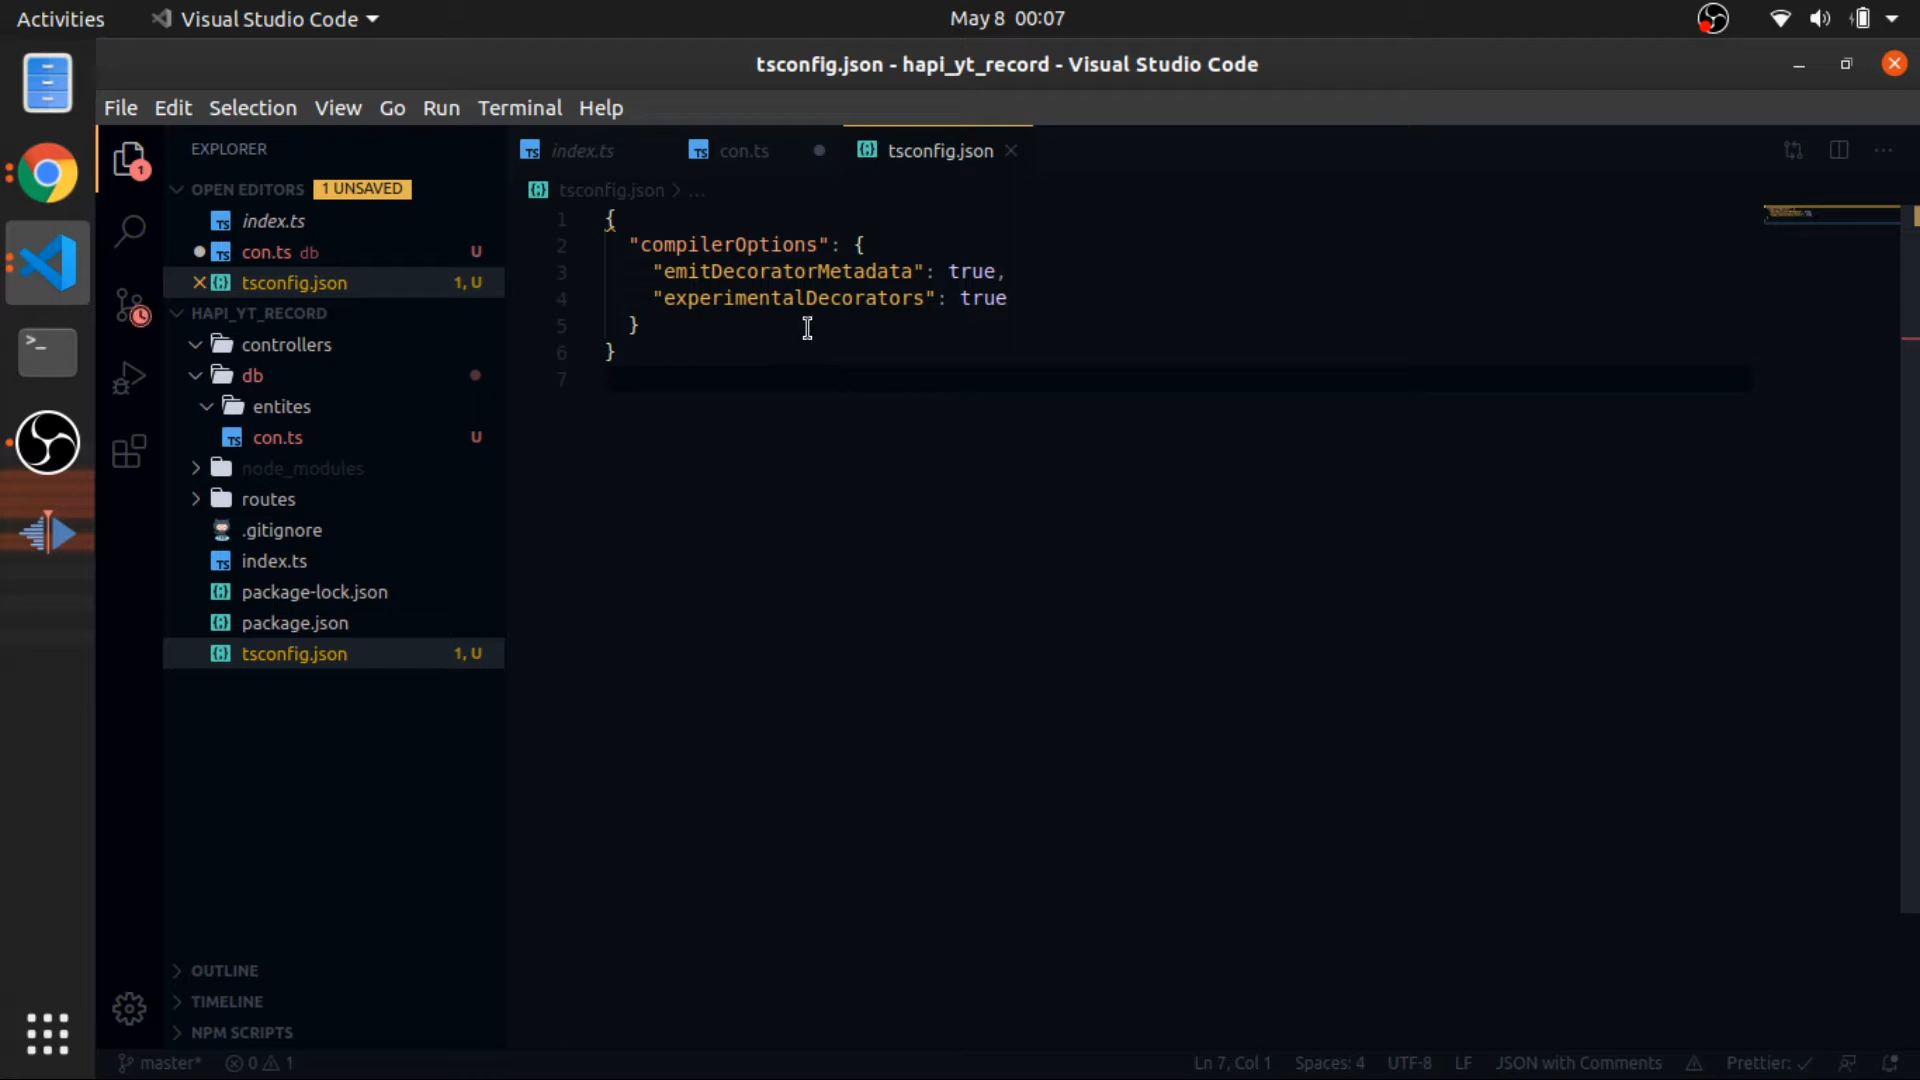 Activities
Visual Studio Code
May 8 00:07
tsconfig.json - hapi_yt_record - Visual Studio Code
File Edit Selection View Go Run Terminal Help
EXPLORER
OPEN EDITORS
1 UNSAVED
index.ts
con.ts db U
tsconfig.json 1, U
HAPI_YT_RECORD
controllers
db
entites
con.ts U
node_modules
routes
.gitignore
index.ts
package-lock.json
package.json
tsconfig.json 1, U
OUTLINE
TIMELINE
NPM SCRIPTS
1
index.ts
con.ts
tsconfig.json
tsconfig.json > ...
1 {
2 "compilerOptions": {
3 "emitDecoratorMetadata": true,
4 "experimentalDecorators": true
5 }
6 }
7
master* 0 1
Ln 7, Col 1 Spaces: 4 UTF-8 LF JSON with Comments Prettier: ✓